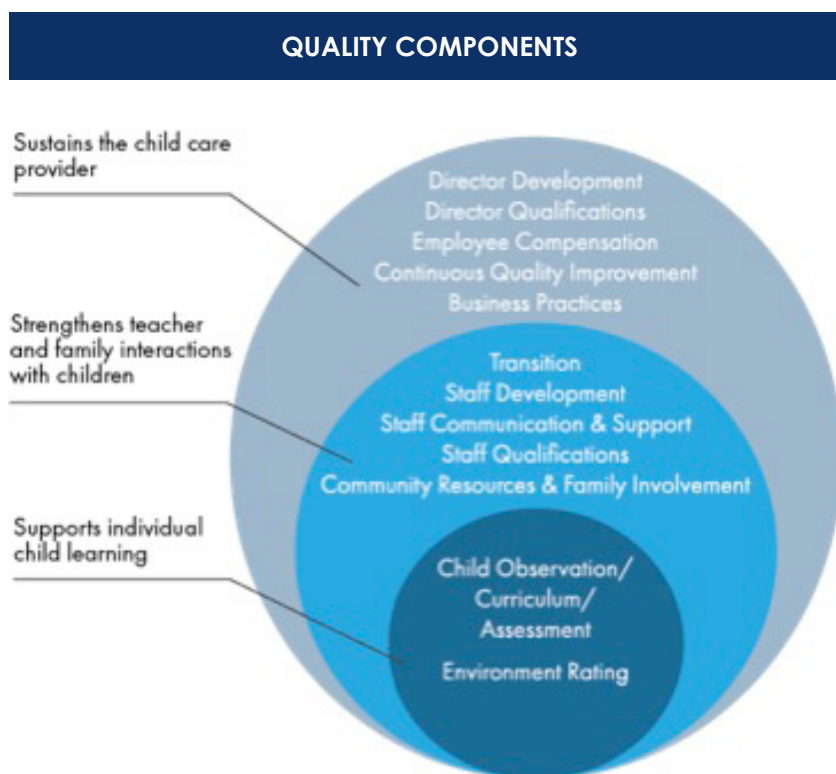 QUALITY COMPONENTS
Sustains the child care
provider
Director Development
Director Qualifications
Employee Compensation
Continuous Quality Improvement
Business Practices
Strengthens teacher
and family interactions
with children
Transition
Staff Development
Staff Communication & Support
Staff Qualifications
Community Resources & Family Involvement
Supports individual
child learning
Child Observation/
Curriculum/
Assessment
Environment Rating